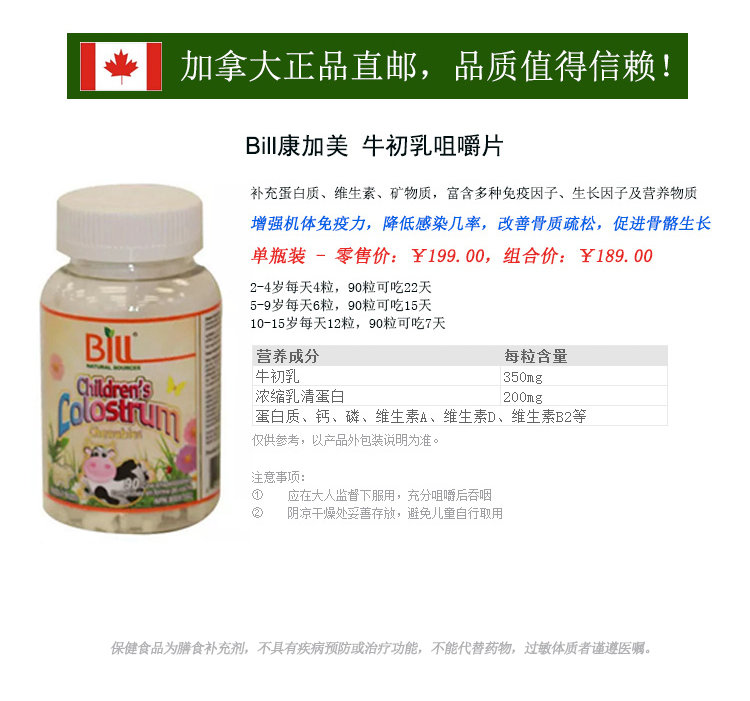 加拿大正品直邮，品质值得信赖！
Bill康加美 牛初乳咀嚼片
补充蛋白质、维生素、矿物质，富含多种免疫因子、生长因子及营养物质
增强机体免疫力，降低感染几率，改善骨质疏松，促进骨骼生长
单瓶装 - 零售价：￥199.00，组合价：￥189.00
2-4岁每天4粒，90粒可吃22天
5-9岁每天6粒，90粒可吃15天
10-15岁每天12粒，90粒可吃7天
营养成分 每粒含量
牛初乳 350mg
浓缩乳清蛋白 200mg
蛋白质、钙、磷、维生素A、维生素D、维生素B2等
仅供参考，以产品外包装说明为准。
注意事项：
① 应在大人监督下服用，充分咀嚼后吞咽
② 阴凉干燥处妥善存放，避免儿童自行取用
Bill
NATURAL SOURCES
Children's
Colostrum
Chewable
90
保健食品为膳食补充剂，不具有疾病预防或治疗功能，不能代替药物，过敏体质者谨遵医嘱。